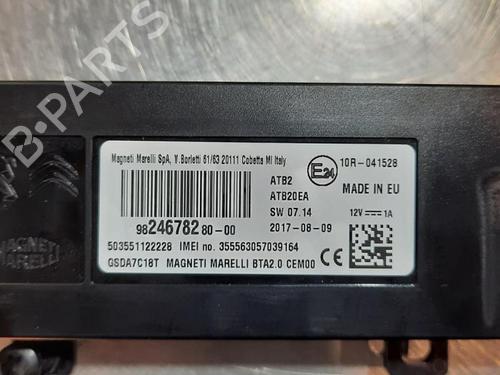 B-PARTS
Magneti Marelli SpA, V.Borletti 61/63 20111 Corbetta MI Italy
E24
10R-041528
ATB2
ATB20EA
MADE IN EU
SW 07.14
12V 1A
98246782 80-00
2017-08-09
503551122228 IMEI no. 355563057039164
GSDA7C18T MAGNETI MARELLI BTA2.0 CEM00
CE
MAGNETI
MARELLI